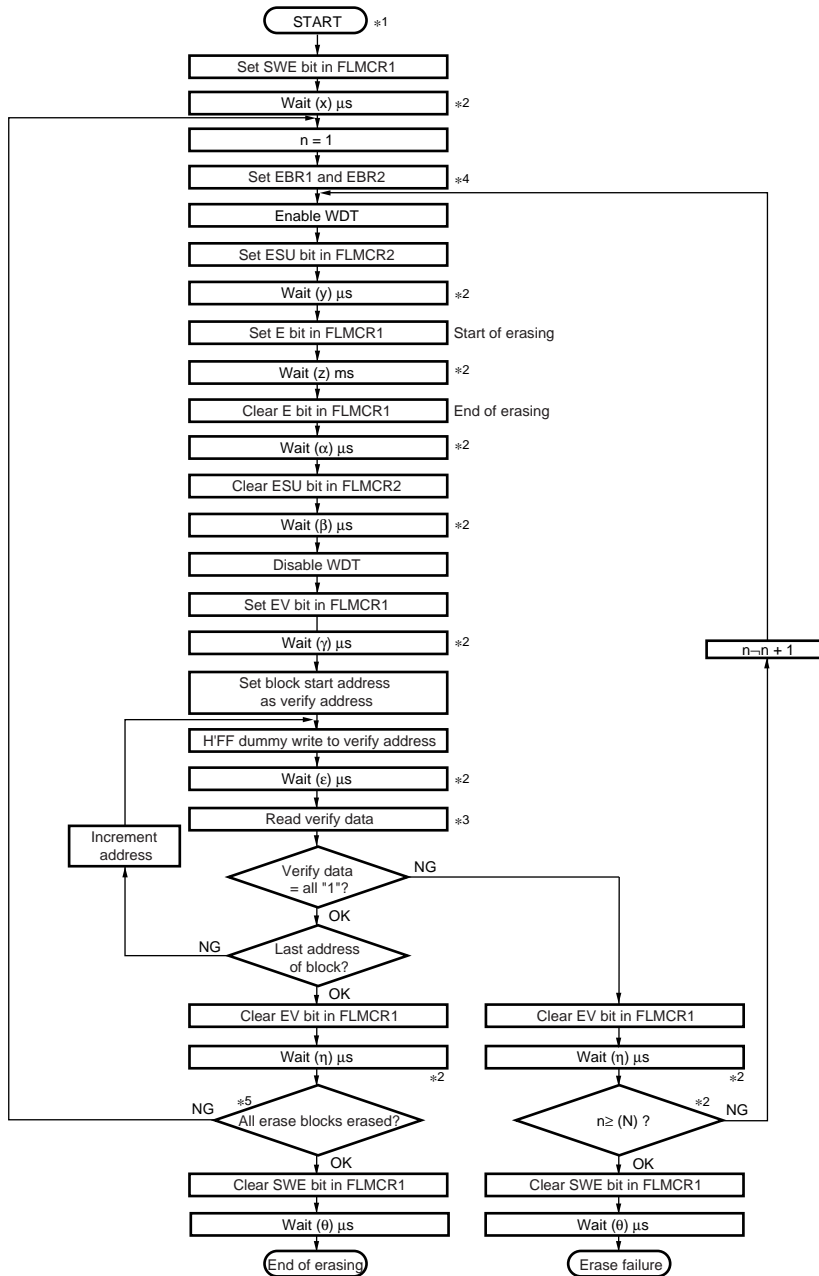 START *1
Set SWE bit in FLMCR1
Wait (x) μs *2
n = 1
Set EBR1 and EBR2 *4
Enable WDT
Set ESU bit in FLMCR2
Wait (y) μs *2
Set E bit in FLMCR1 Start of erasing
Wait (z) ms *2
Clear E bit in FLMCR1 End of erasing
Wait (α) μs *2
Clear ESU bit in FLMCR2
Wait (β) μs *2
Disable WDT
Set EV bit in FLMCR1
Wait (γ) μs *2
n¬n + 1
Set block start address
as verify address
H'FF dummy write to verify address
Wait (ε) μs *2
Read verify data *3
Increment
address
Verify data
= all "1"?
NG
OK
Last address
of block?
NG
OK
Clear EV bit in FLMCR1
Wait (η) μs
*2
*5
All erase blocks erased?
NG
OK
Clear SWE bit in FLMCR1
Wait (θ) μs
End of erasing
Clear EV bit in FLMCR1
Wait (η) μs
*2
*2
n≥ (N) ?
NG
OK
Clear SWE bit in FLMCR1
Wait (θ) μs
Erase failure